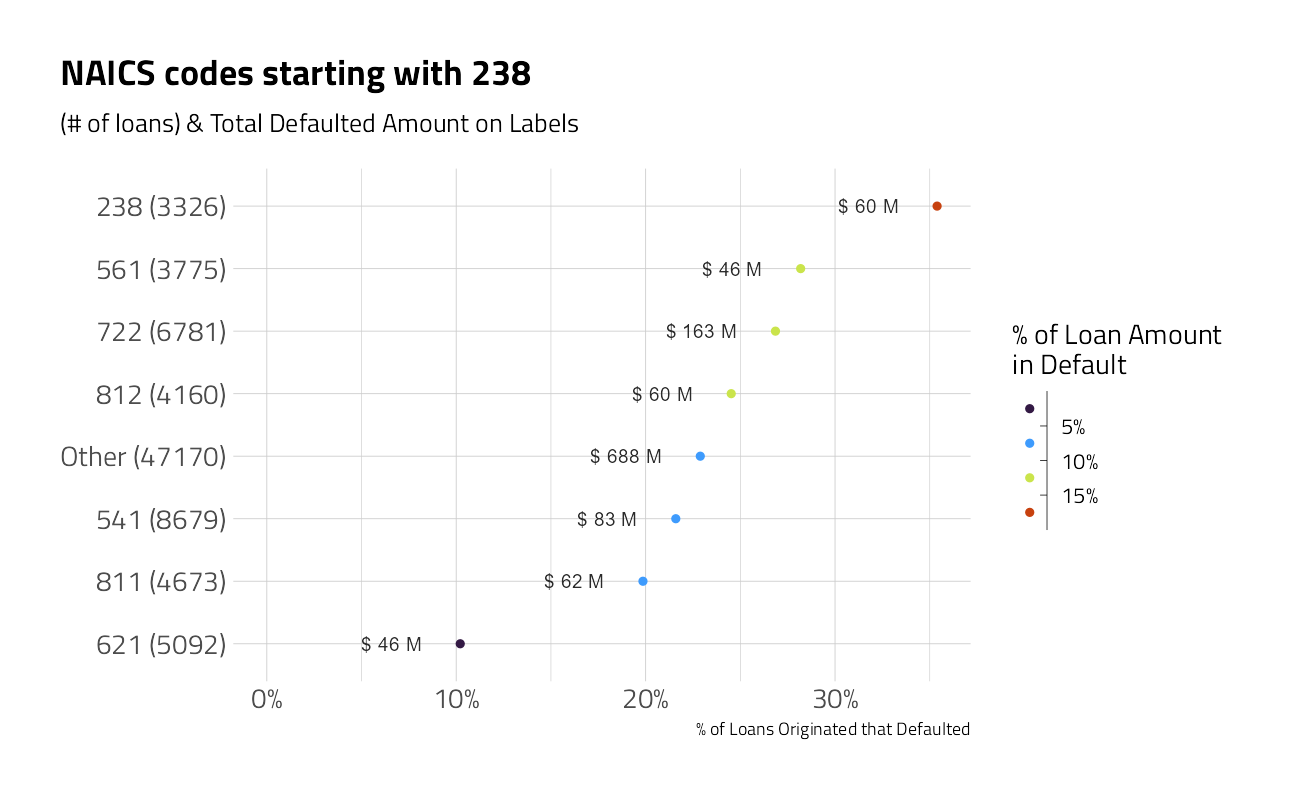 NAICS codes starting with 238
(# of loans) & Total Defaulted Amount on Labels
238 (3326)
$ 60 M
561 (3775)
$ 46 M
722 (6781)
$ 163 M
812 (4160)
$ 60 M
Other (47170)
$ 688 M
541 (8679)
$ 83 M
811 (4673)
$ 62 M
621 (5092)
$ 46 M
0%
10%
20%
30%
% of Loans Originated that Defaulted
% of Loan Amount
in Default
5%
10%
15%